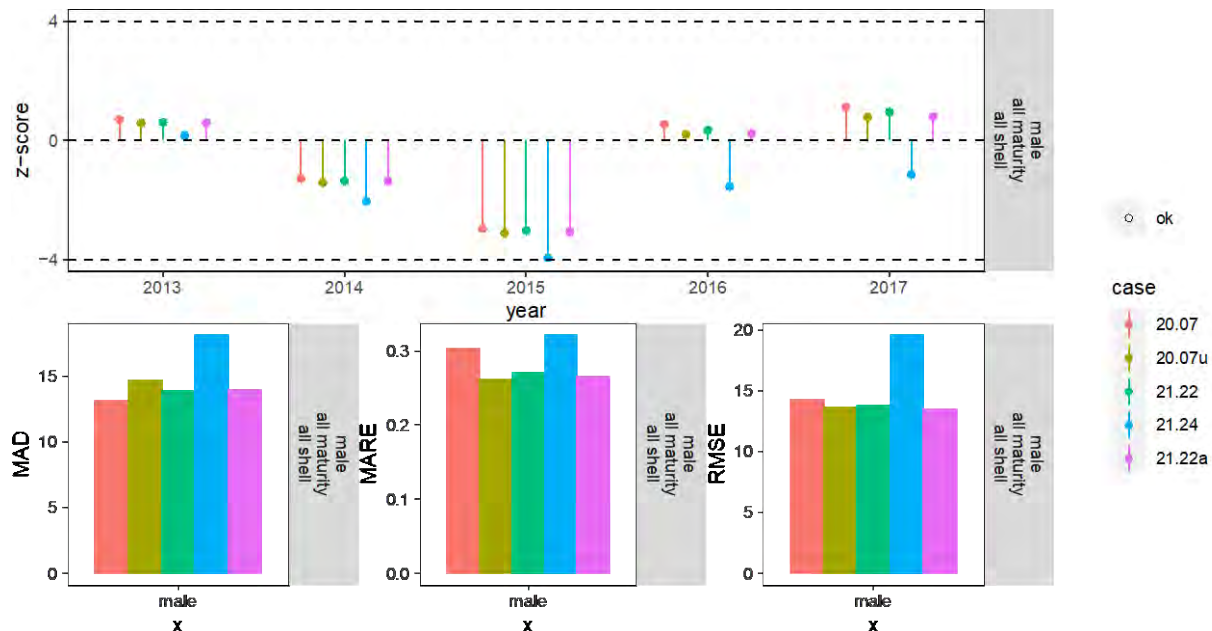 4
0
−4
z−score
2013
2014
2015
2016
2017
year
male
all maturity
all shell
15
10
5
0
MAD
male
x
male
all maturity
all shell
0.3
0.2
0.1
0.0
MARE
male
x
male
all maturity
all shell
20
15
10
5
0
RMSE
male
x
male
all maturity
all shell
ok
case
20.07
20.07u
21.22
21.24
21.22a